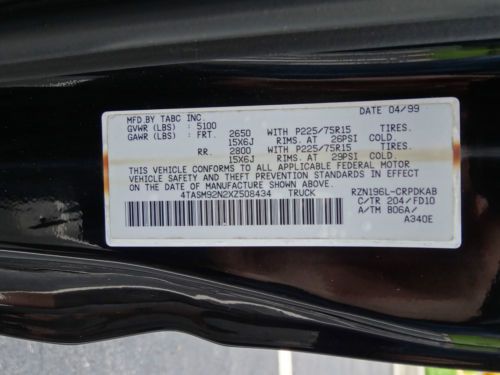 MFD.BY TABC INC. DATE 04/99
GVWR (LBS) : 5100
GAWR (LBS) : FRT. 2650 WITH P225/75R15 TIRES.
15X6J RIMS. AT 26PSI COLD.
RR. 2800 WITH P225/75R15 TIRES.
15X6J RIMS. AT 29PSI COLD.
THIS VEHICLE CONFORMS TO ALL APPLICABLE FEDERAL MOTOR
VEHICLE SAFETY AND THEFT PREVENTION STANDARDS IN EFFECT
ON THE DATE OF MANUFACTURE SHOWN ABOVE.
4TASM92N2XZ508434 TRUCK RZN196L-CRPDKAB
C/TR 204/FD10
A/TM B06A/
A340E